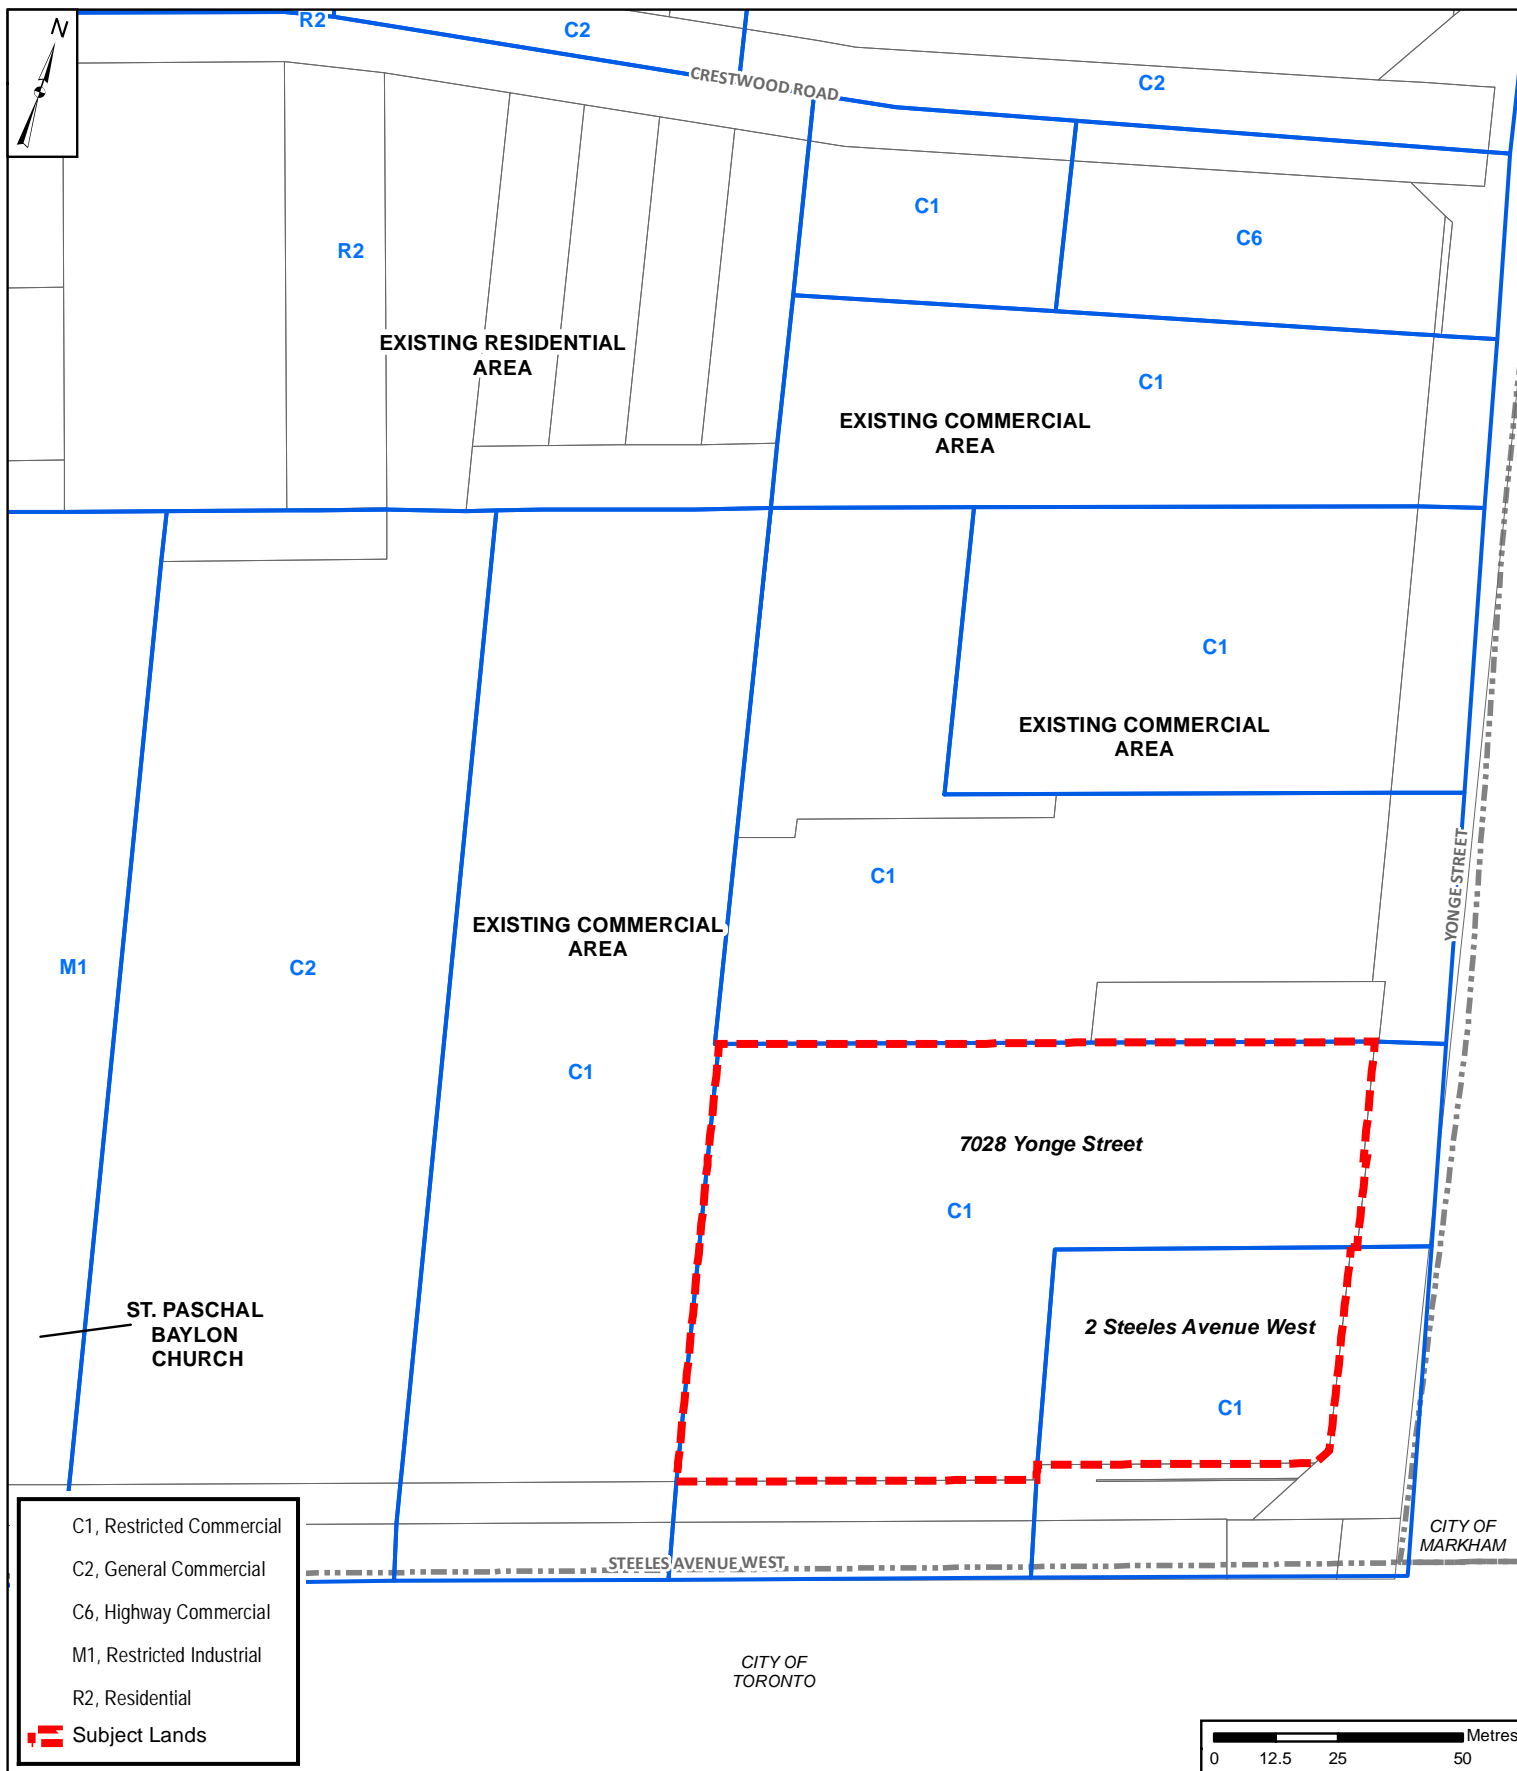 N
R2
C2
CRESTWOOD ROAD
C2
C1
R2
C6
EXISTING RESIDENTIAL
AREA
C1
EXISTING COMMERCIAL
AREA
C1
EXISTING COMMERCIAL
AREA
YONGE STREET
C1
EXISTING COMMERCIAL
AREA
M1
C2
C1
7028 Yonge Street
C1
ST. PASCHAL
BAYLON
CHURCH
2 Steeles Avenue West
C1
C1, Restricted Commercial
C2, General Commercial
C6, Highway Commercial
M1, Restricted Industrial
R2, Residential
Subject Lands
STEELES AVENUE WEST
CITY OF
MARKHAM
CITY OF
TORONTO
Metres
0 12.5 25 50